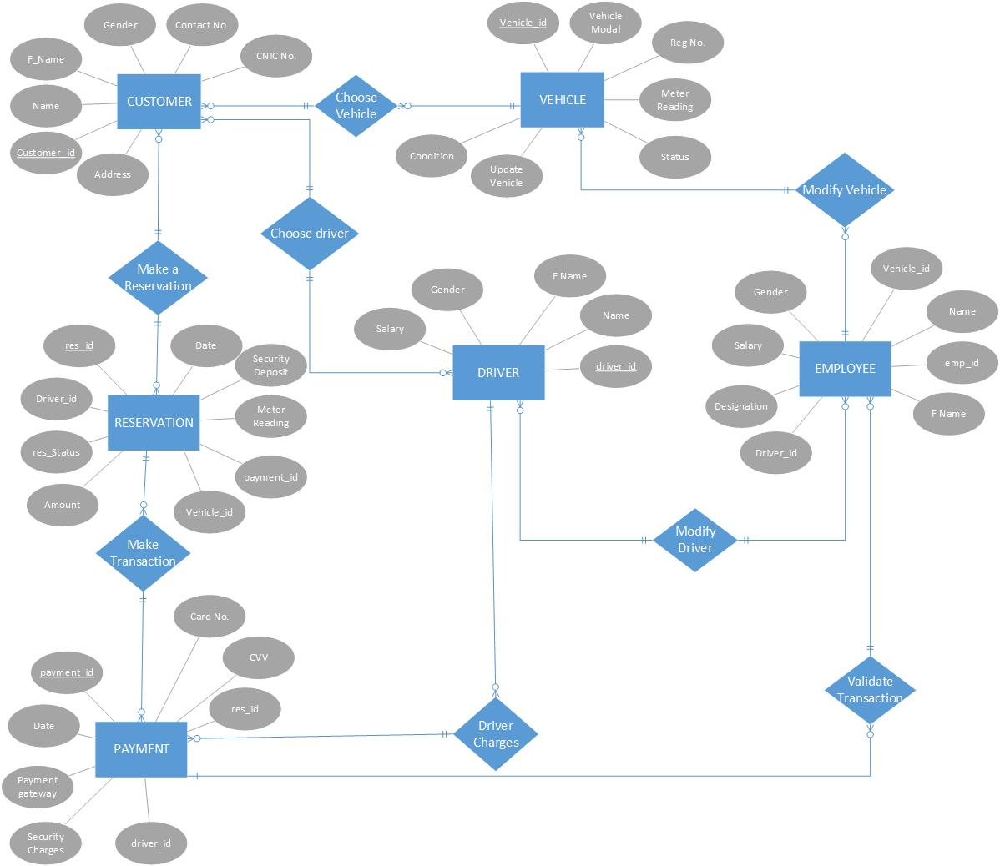 Gender
Contact No.
F_Name
CNIC No.
Name
CUSTOMER
Customer_id
Address
Choose
Vehicle
Vehicle_id
Vehicle
Modal
Reg No.
VEHICLE
Meter
Reading
Condition
Update
Vehicle
Status
Modify Vehicle
Choose driver
Make a
Reservation
Gender
F Name
Salary
Name
DRIVER
driver_id
Vehicle_id
Gender
Name
Salary
EMPLOYEE
emp_id
Designation
F Name
Driver_id
res_id
Date
Security
Deposit
Driver_id
RESERVATION
Meter
Reading
res_Status
payment_id
Amount
Vehicle_id
Make
Transaction
Modify
Driver
Card No.
CVV
payment_id
res_id
Date
PAYMENT
Driver
Charges
Validate
Transaction
Payment
gateway
Security
Charges
driver_id